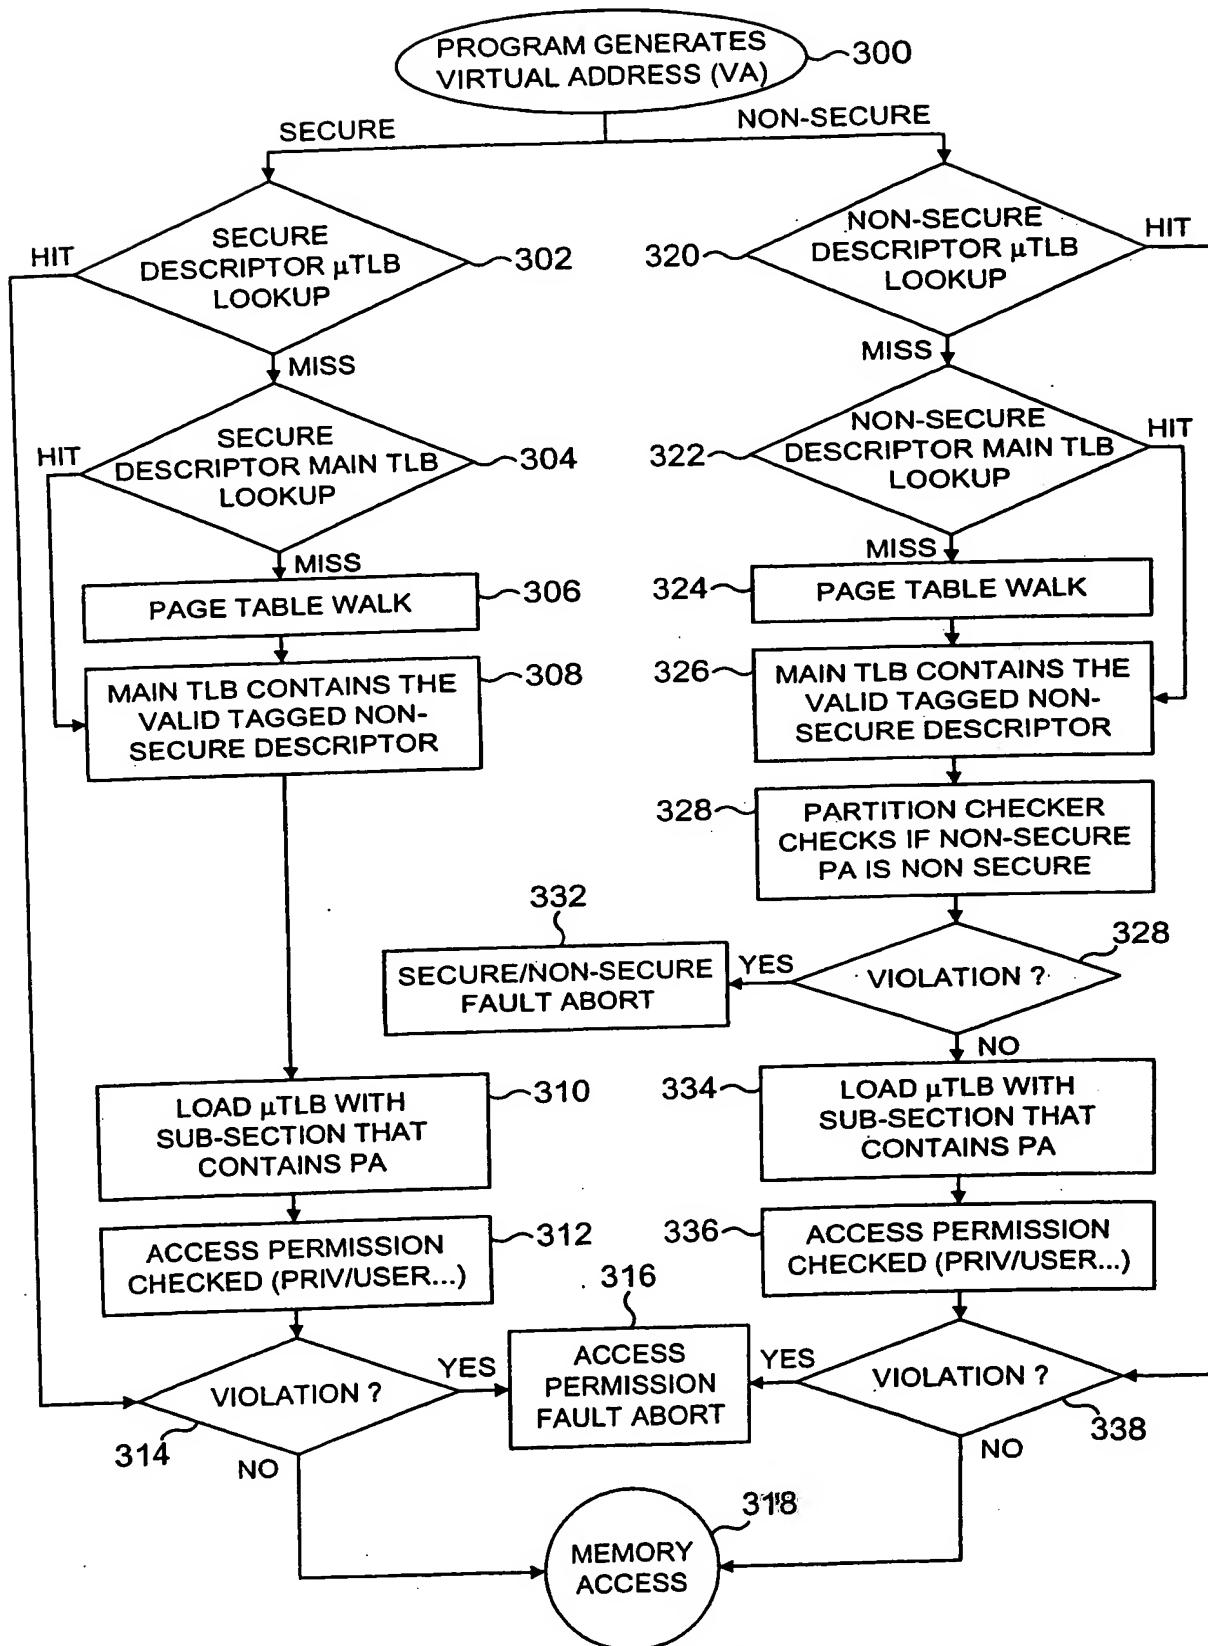 PROGRAM GENERATES
VIRTUAL ADDRESS (VA)
300
SECURE
NON-SECURE
HIT
SECURE
DESCRIPTOR μTLB
LOOKUP
302
320
NON-SECURE
DESCRIPTOR μTLB
LOOKUP
HIT
MISS
MISS
HIT
SECURE
DESCRIPTOR MAIN TLB
LOOKUP
304
322
NON-SECURE
DESCRIPTOR MAIN TLB
LOOKUP
HIT
MISS
MISS
PAGE TABLE WALK
306
324
PAGE TABLE WALK
MAIN TLB CONTAINS THE
VALID TAGGED NON-
SECURE DESCRIPTOR
308
326
MAIN TLB CONTAINS THE
VALID TAGGED NON-
SECURE DESCRIPTOR
328
PARTITION CHECKER
CHECKS IF NON-SECURE
PA IS NON SECURE
332
SECURE/NON-SECURE
FAULT ABORT
YES
VIOLATION ?
328
NO
LOAD μTLB WITH
SUB-SECTION THAT
CONTAINS PA
310
334
LOAD μTLB WITH
SUB-SECTION THAT
CONTAINS PA
ACCESS PERMISSION
CHECKED (PRIV/USER...)
312
336
ACCESS PERMISSION
CHECKED (PRIV/USER...)
316
VIOLATION ?
YES
ACCESS
PERMISSION
FAULT ABORT
YES
VIOLATION ?
314
338
NO
NO
318
MEMORY
ACCESS